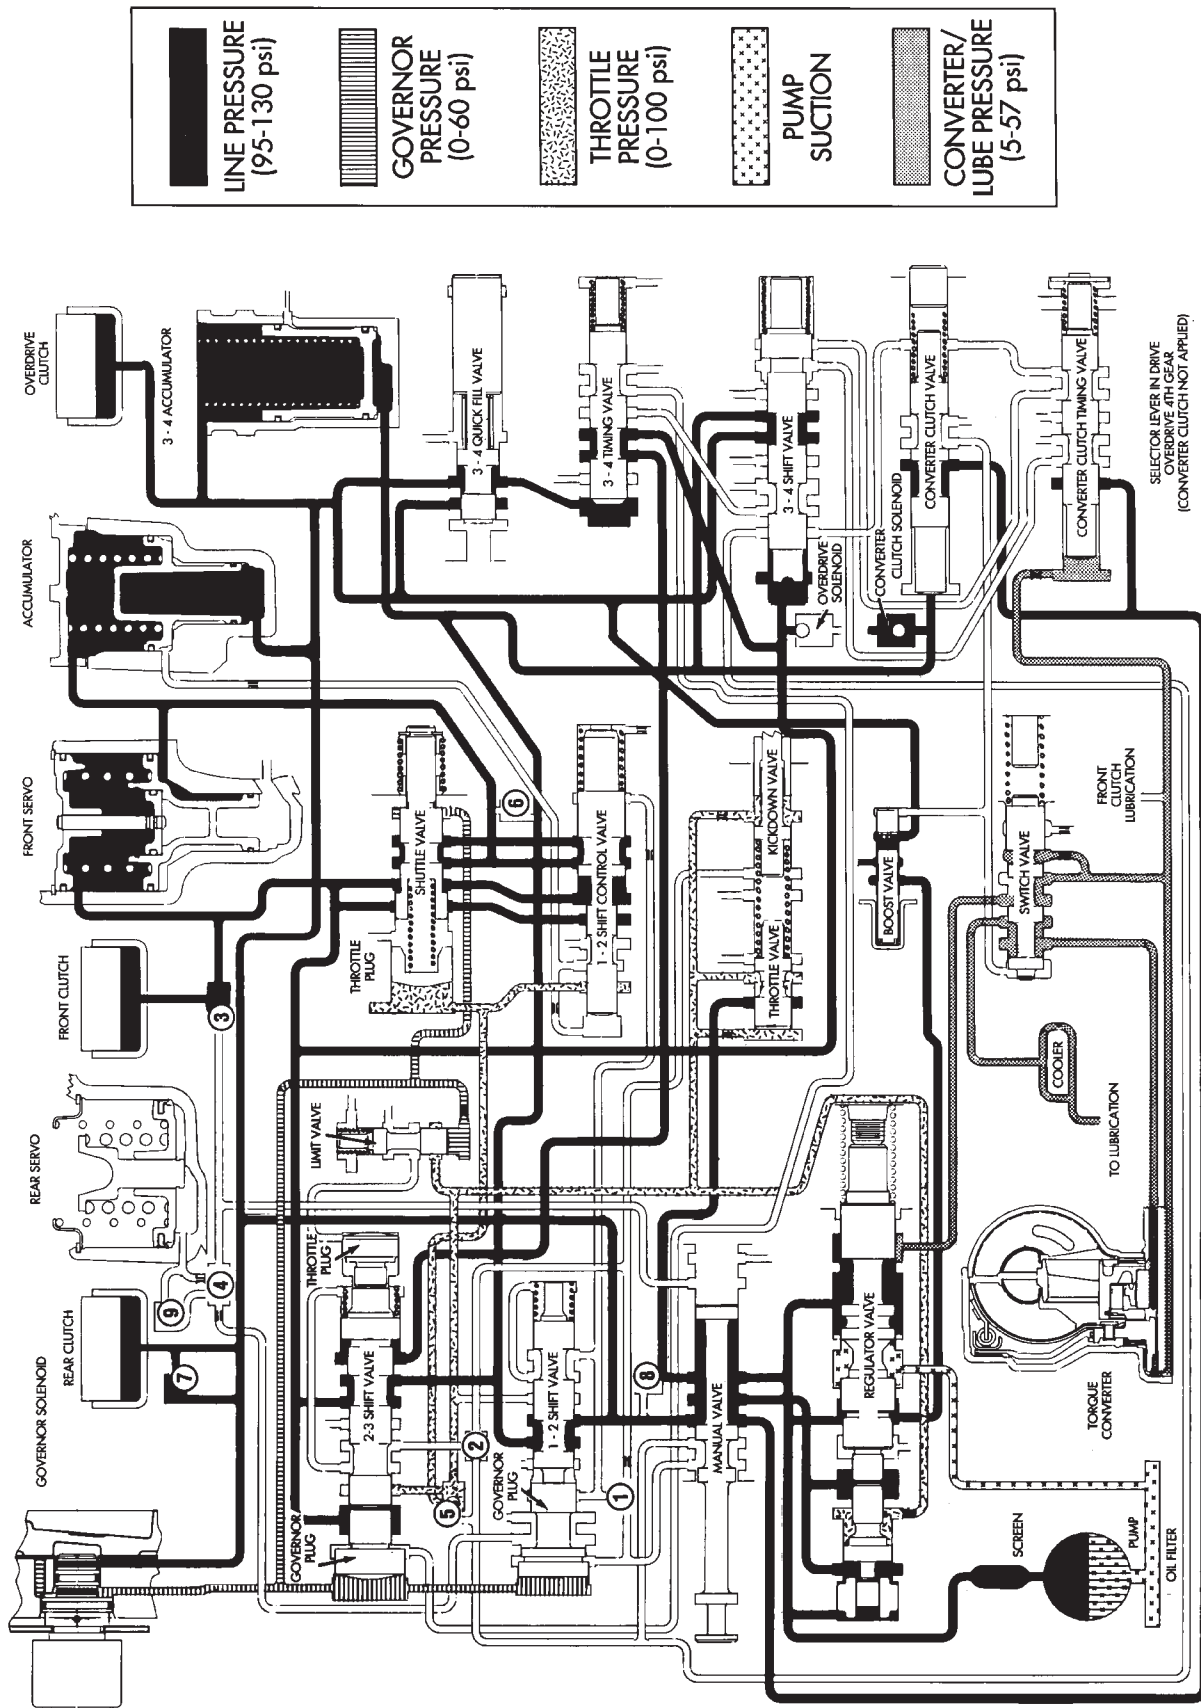 LINE PRESSURE
(95-130 psi)
GOVERNOR
PRESSURE
(0-60 psi)
THROTTLE
PRESSURE
(0-100 psi)
PUMP
SUCTION
CONVERTER/
LUBE PRESSURE
(5-57 psi)
GOVERNOR SOLENOID
REAR CLUTCH
REAR SERVO
FRONT CLUTCH
FRONT SERVO
ACCUMULATOR
OVERDRIVE
CLUTCH
3 - 4 ACCUMULATOR
7
9
4
3
GOVERNOR
PLUG
2-3 SHIFT VALVE
THROTTLE
PLUG
LIMIT VALVE
THROTTLE
PLUG
SHUTTLE VALVE
6
3 - 4 QUICK FILL VALVE
5
2
GOVERNOR
PLUG
1 - 2 SHIFT VALVE
1 - 2 SHIFT CONTROL VALVE
3 - 4 TIMING VALVE
1
8
MANUAL VALVE
THROTTLE VALVE
KICKDOWN VALVE
OVERDRIVE
SOLENOID
3 - 4 SHIFT VALVE
CONVERTER
CLUTCH SOLENOID
REGULATOR VALVE
BOOST VALVE
CONVERTER CLUTCH VALVE
SCREEN
PUMP
OIL FILTER
TORQUE
CONVERTER
COOLER
TO LUBRICATION
SWITCH VALVE
FRONT
CLUTCH
LUBRICATION
CONVERTER CLUTCH TIMING VALVE
SELECTOR LEVER IN DRIVE
OVERDRIVE 4TH GEAR
(CONVERTER CLUTCH NOT APPLIED)